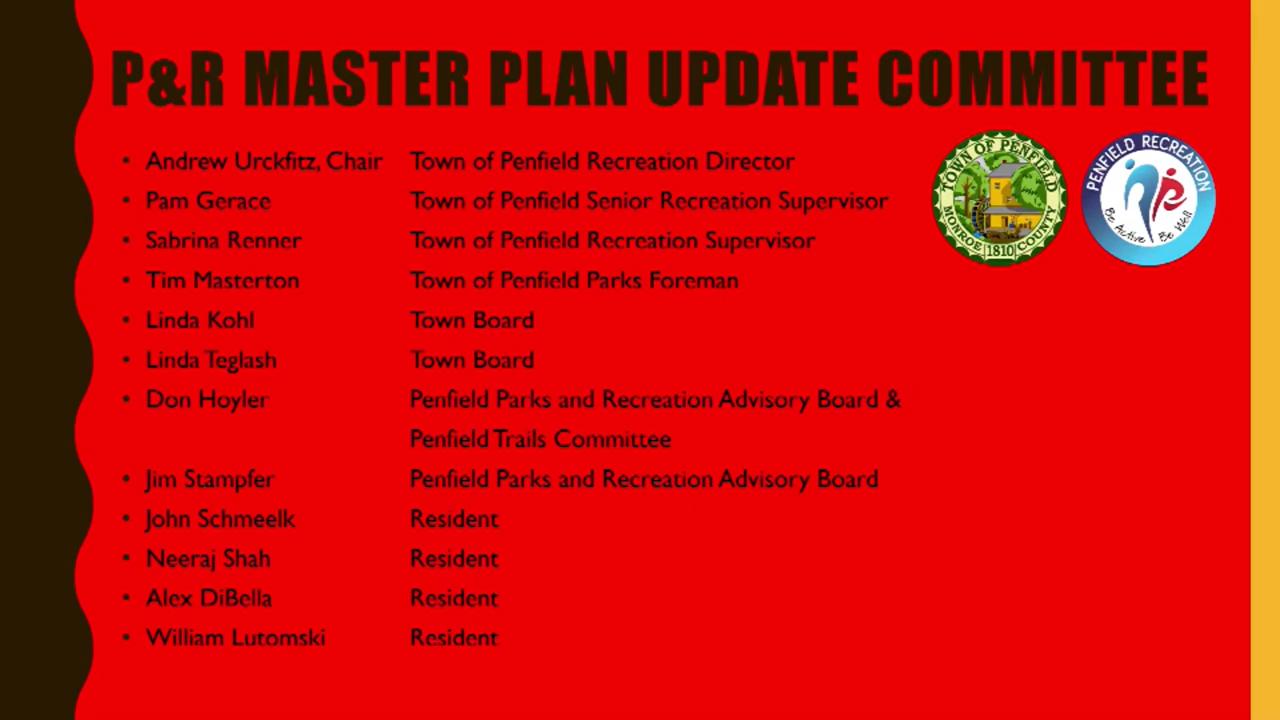 P&R MASTER PLAN UPDATE COMMITTEE
• Andrew Urckfitz, Chair Town of Penfield Recreation Director
• Pam Gerace Town of Penfield Senior Recreation Supervisor
• Sabrina Renner Town of Penfield Recreation Supervisor
• Tim Masterton Town of Penfield Parks Foreman
• Linda Kohl Town Board
• Linda Teglash Town Board
• Don Hoyler Penfield Parks and Recreation Advisory Board &
Penfield Trails Committee
• Jim Stampfer Penfield Parks and Recreation Advisory Board
• John Schmeelk Resident
• Neeraj Shah Resident
• Alex DiBella Resident
• William Lutomski Resident
TOWN OF PENFIELD
MONROE 1810 COUNTY
PENFIELD RECREATION
Be Active Be Well